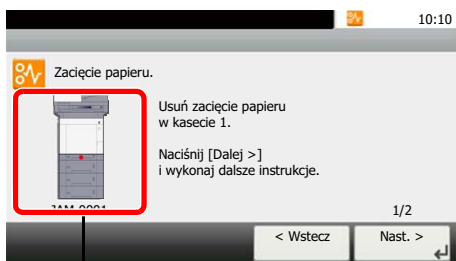 10:10
Zacięcie papieru.
Usuń zacięcie papieru
w kasecie 1.
Naciśnij [Dalej >]
i wykonaj dalsze instrukcje.
1/2
< Wstecz
Nast. >